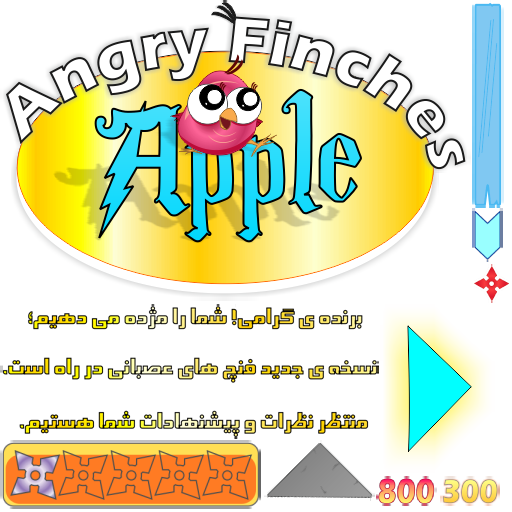 Angry Finches
Apple
برنده ی گرامی! شما را مژده می دهیم؛
نسخه ی جدید فنچ های عصبانی در راه است.
منتظر نظرات و پیشنهادات شما هستیم.
800 300